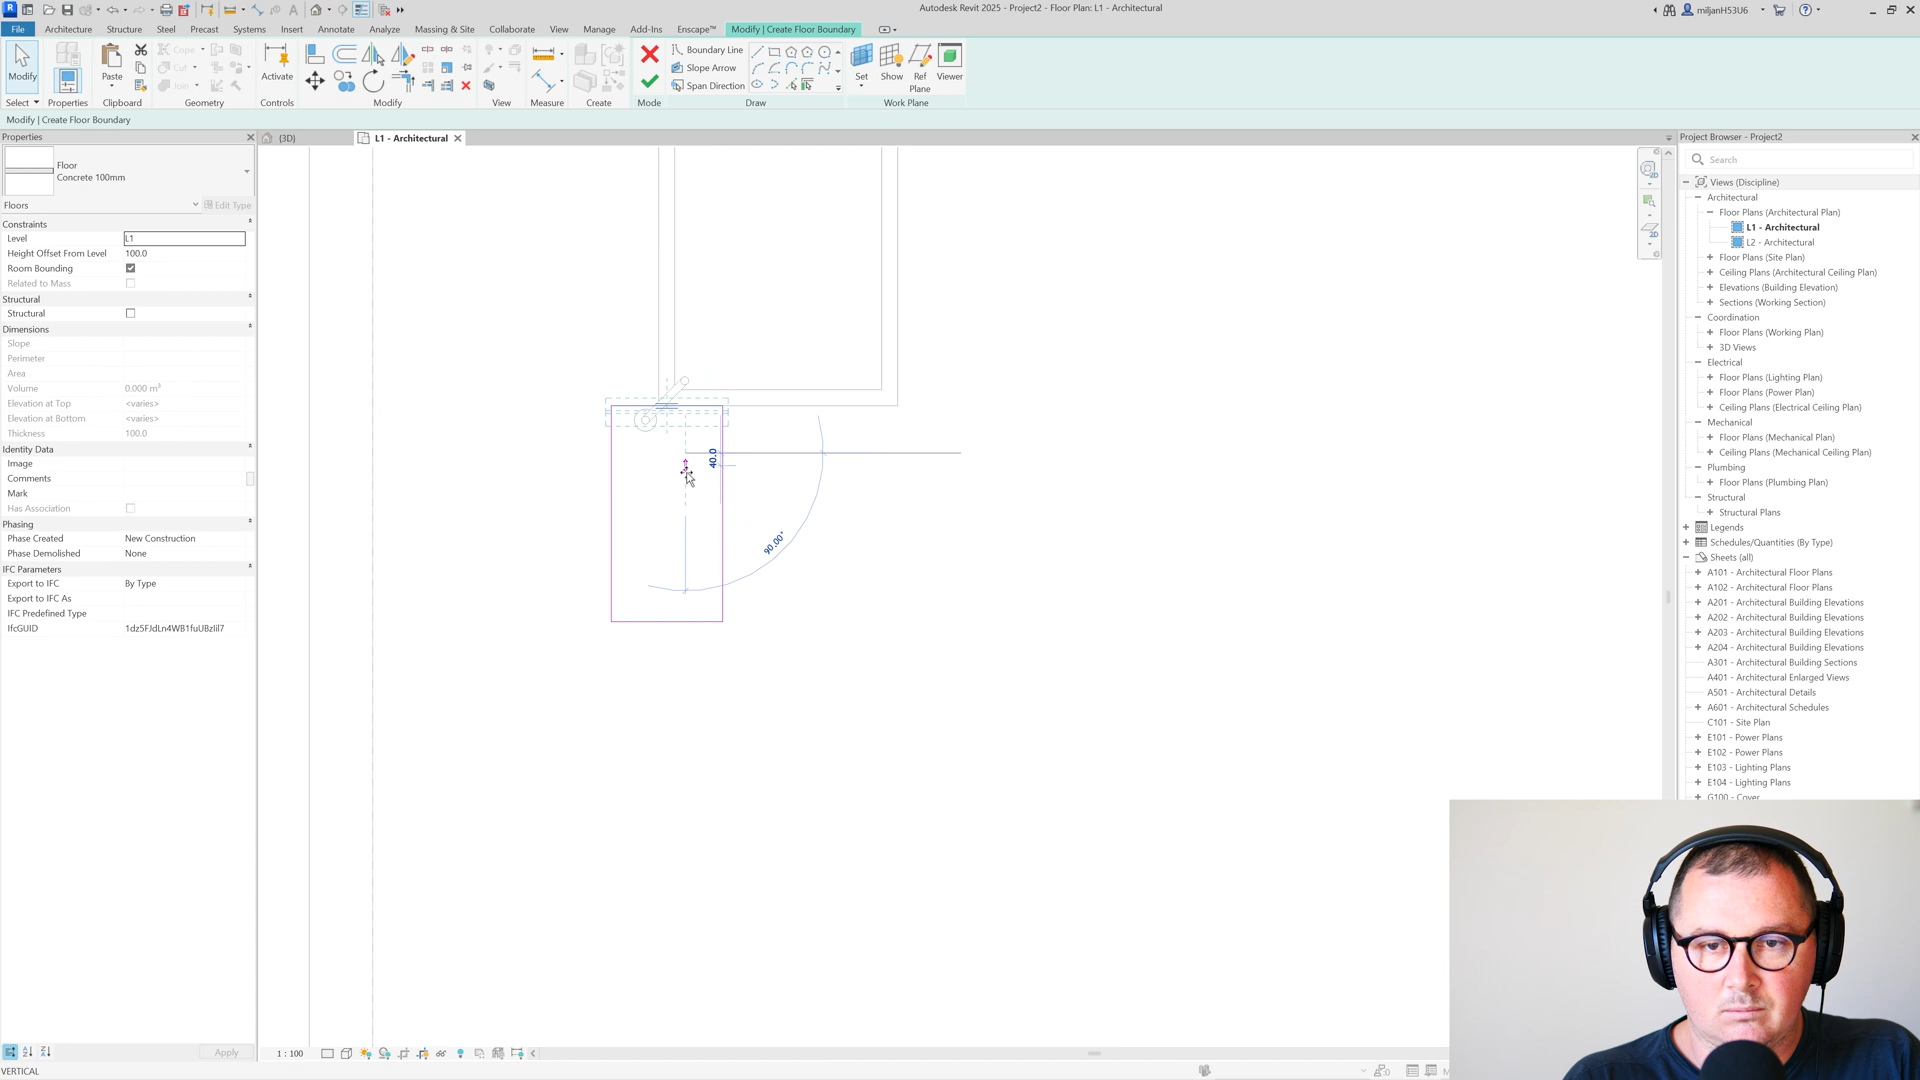 Autodesk Revit 2025 - Project2 - Floor Plan: L1 - Architectural
miljanH53U6
File
Architecture
Structure
Steel
Precast
Systems
Insert
Annotate
Analyze
Massing & Site
Collaborate
View
Manage
Add-Ins
Enscape™
Modify | Create Floor Boundary
Modify
Properties
Paste
Cope
Cut
Join
Activate
Boundary Line
Slope Arrow
Span Direction
Set
Show
Ref Plane
Viewer
Select
Properties
Clipboard
Geometry
Controls
Modify
View
Measure
Create
Mode
Draw
Work Plane
Modify | Create Floor Boundary
Properties
Floor
Concrete 100mm
Floors
Edit Type
Constraints
Level L1
Height Offset From Level 100.0
Room Bounding
Related to Mass
Structural
Structural
Dimensions
Slope
Perimeter
Area
Volume 0.000 m³
Elevation at Top <varies>
Elevation at Bottom <varies>
Thickness 100.0
Identity Data
Image
Comments
Mark
Has Association
Phasing
Phase Created New Construction
Phase Demolished None
IFC Parameters
Export to IFC By Type
Export to IFC As
IFC Predefined Type
Apply
{3D}
L1 - Architectural
40.0
90.00°
1 : 100
VERTICAL
Project Browser - Project2
Search
Views (Discipline)
Architectural
Floor Plans (Architectural Plan)
L1 - Architectural
L2 - Architectural
Floor Plans (Site Plan)
Ceiling Plans (Architectural Ceiling Plan)
Elevations (Building Elevation)
Sections (Working Section)
Coordination
Floor Plans (Working Plan)
3D Views
Electrical
Floor Plans (Lighting Plan)
Floor Plans (Power Plan)
Ceiling Plans (Electrical Ceiling Plan)
Mechanical
Floor Plans (Mechanical Plan)
Ceiling Plans (Mechanical Ceiling Plan)
Plumbing
Floor Plans (Plumbing Plan)
Structural
Structural Plans
Legends
Schedules/Quantities (By Type)
Sheets (all)
A101 - Architectural Floor Plans
A102 - Architectural Floor Plans
A201 - Architectural Building Elevations
A202 - Architectural Building Elevations
A203 - Architectural Building Elevations
A204 - Architectural Building Elevations
A301 - Architectural Building Sections
A401 - Architectural Enlarged Views
A501 - Architectural Details
A601 - Architectural Schedules
C101 - Site Plan
E101 - Power Plans
E102 - Power Plans
E103 - Lighting Plans
E104 - Lighting Plans
G100 - Cover